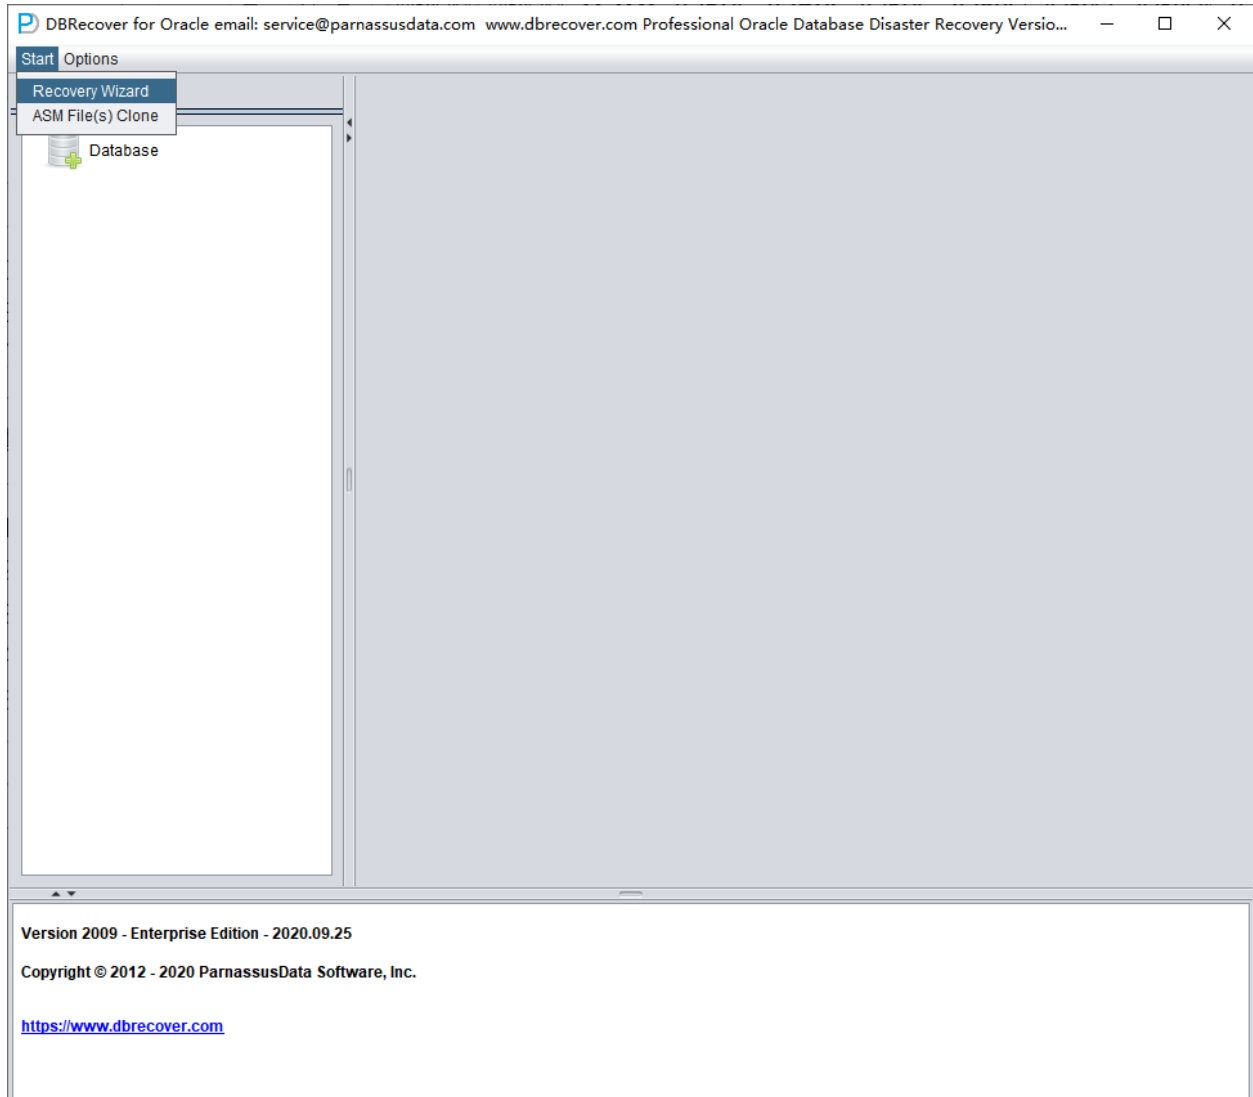 DBRecover for Oracle email: service@parnassusdata.com www.dbrecover.com Professional Oracle Database Disaster Recovery Versio...
Start Options
Recovery Wizard
ASM File(s) Clone
Database
Version 2009 - Enterprise Edition - 2020.09.25
Copyright © 2012 - 2020 ParnassusData Software, Inc.
https://www.dbrecover.com